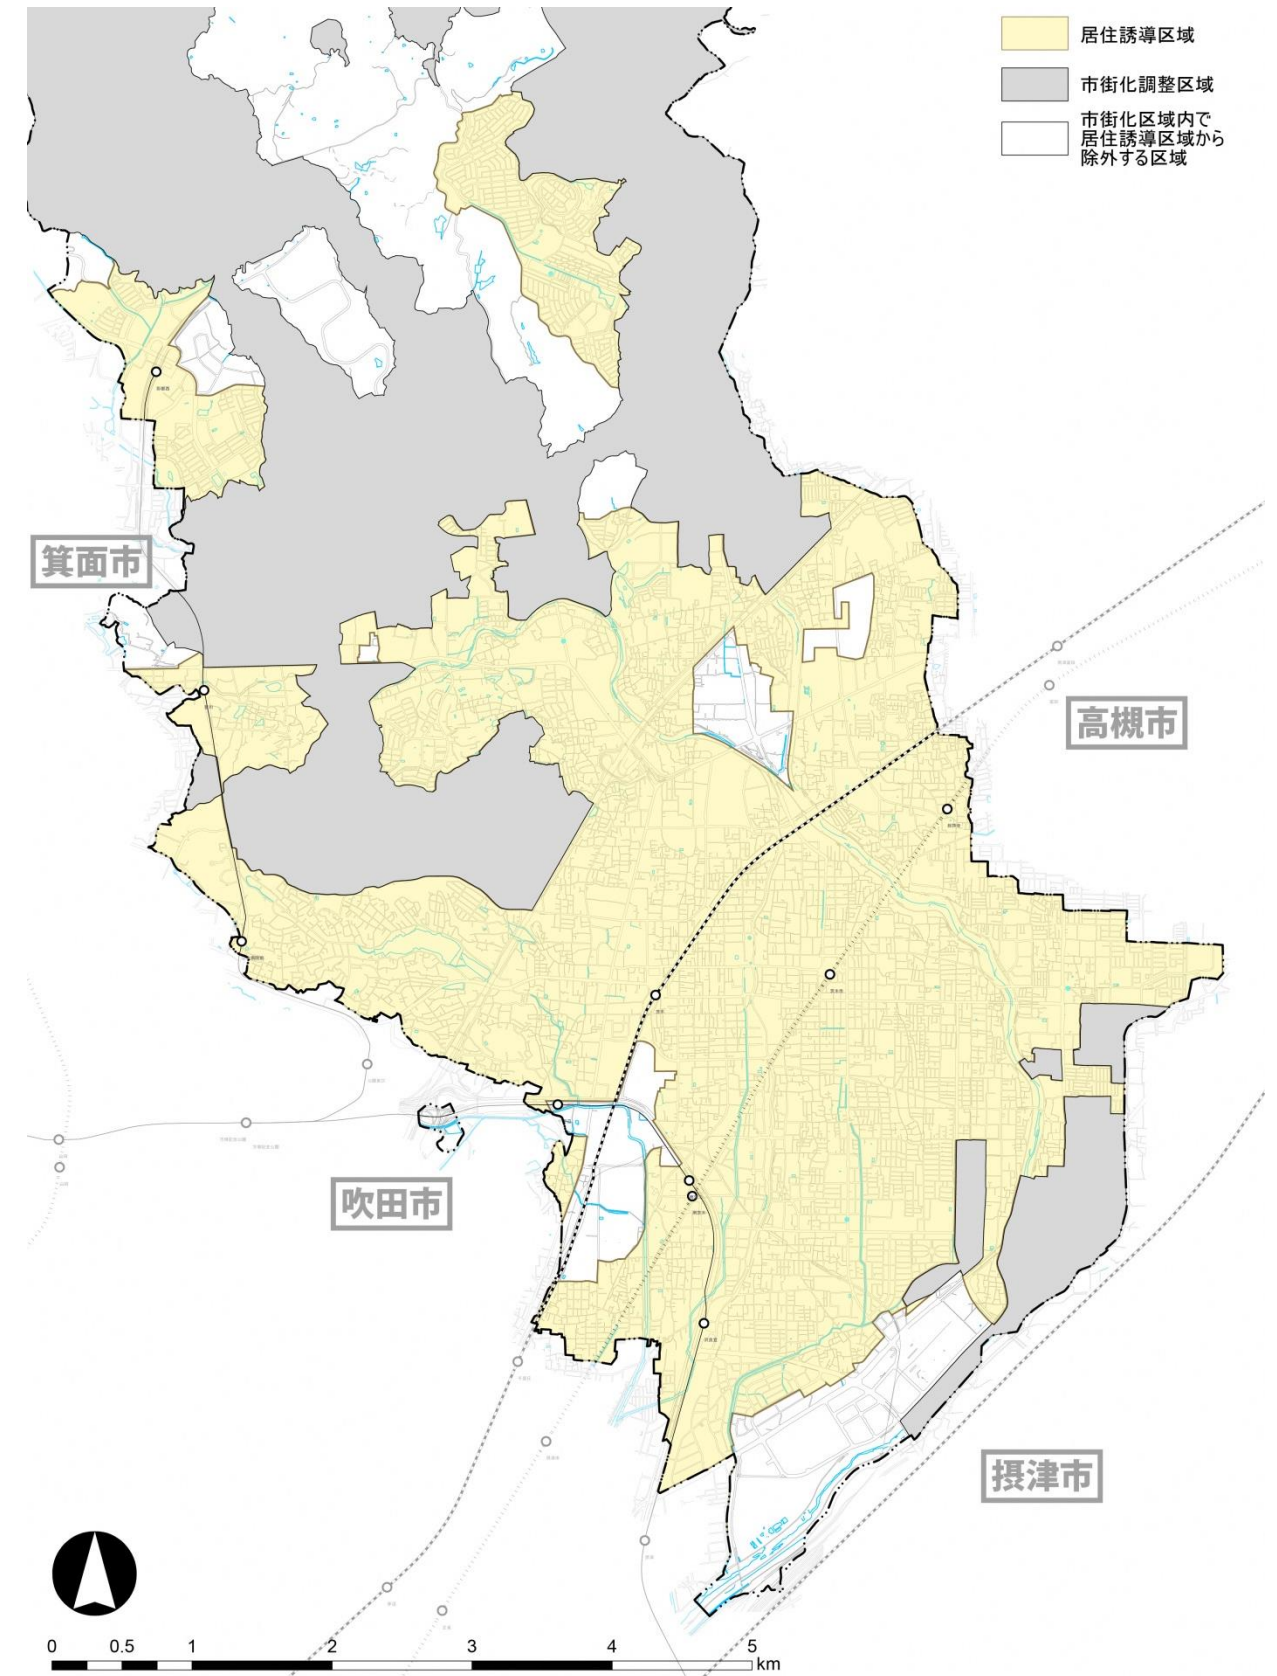 居住誘導区域
市街化調整区域
市街化区域内で
居住誘導区域から
除外する区域
箕面市
高槻市
吹田市
摂津市
0 0.5 1 2 3 4 5
km